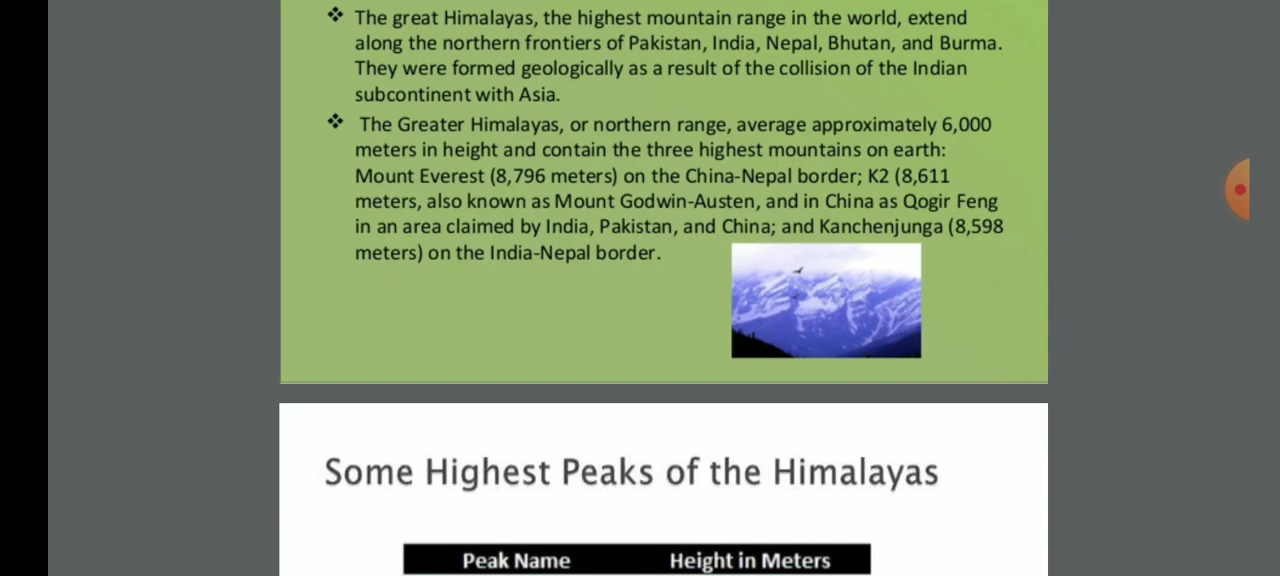 ❖ The great Himalayas, the highest mountain range in the world, extend
along the northern frontiers of Pakistan, India, Nepal, Bhutan, and Burma.
They were formed geologically as a result of the collision of the Indian
subcontinent with Asia.
❖ The Greater Himalayas, or northern range, average approximately 6,000
meters in height and contain the three highest mountains on earth:
Mount Everest (8,796 meters) on the China-Nepal border; K2 (8,611
meters, also known as Mount Godwin-Austen, and in China as Qogir Feng
in an area claimed by India, Pakistan, and China; and Kanchenjunga (8,598
meters) on the India-Nepal border.
Some Highest Peaks of the Himalayas
Peak Name Height in Meters